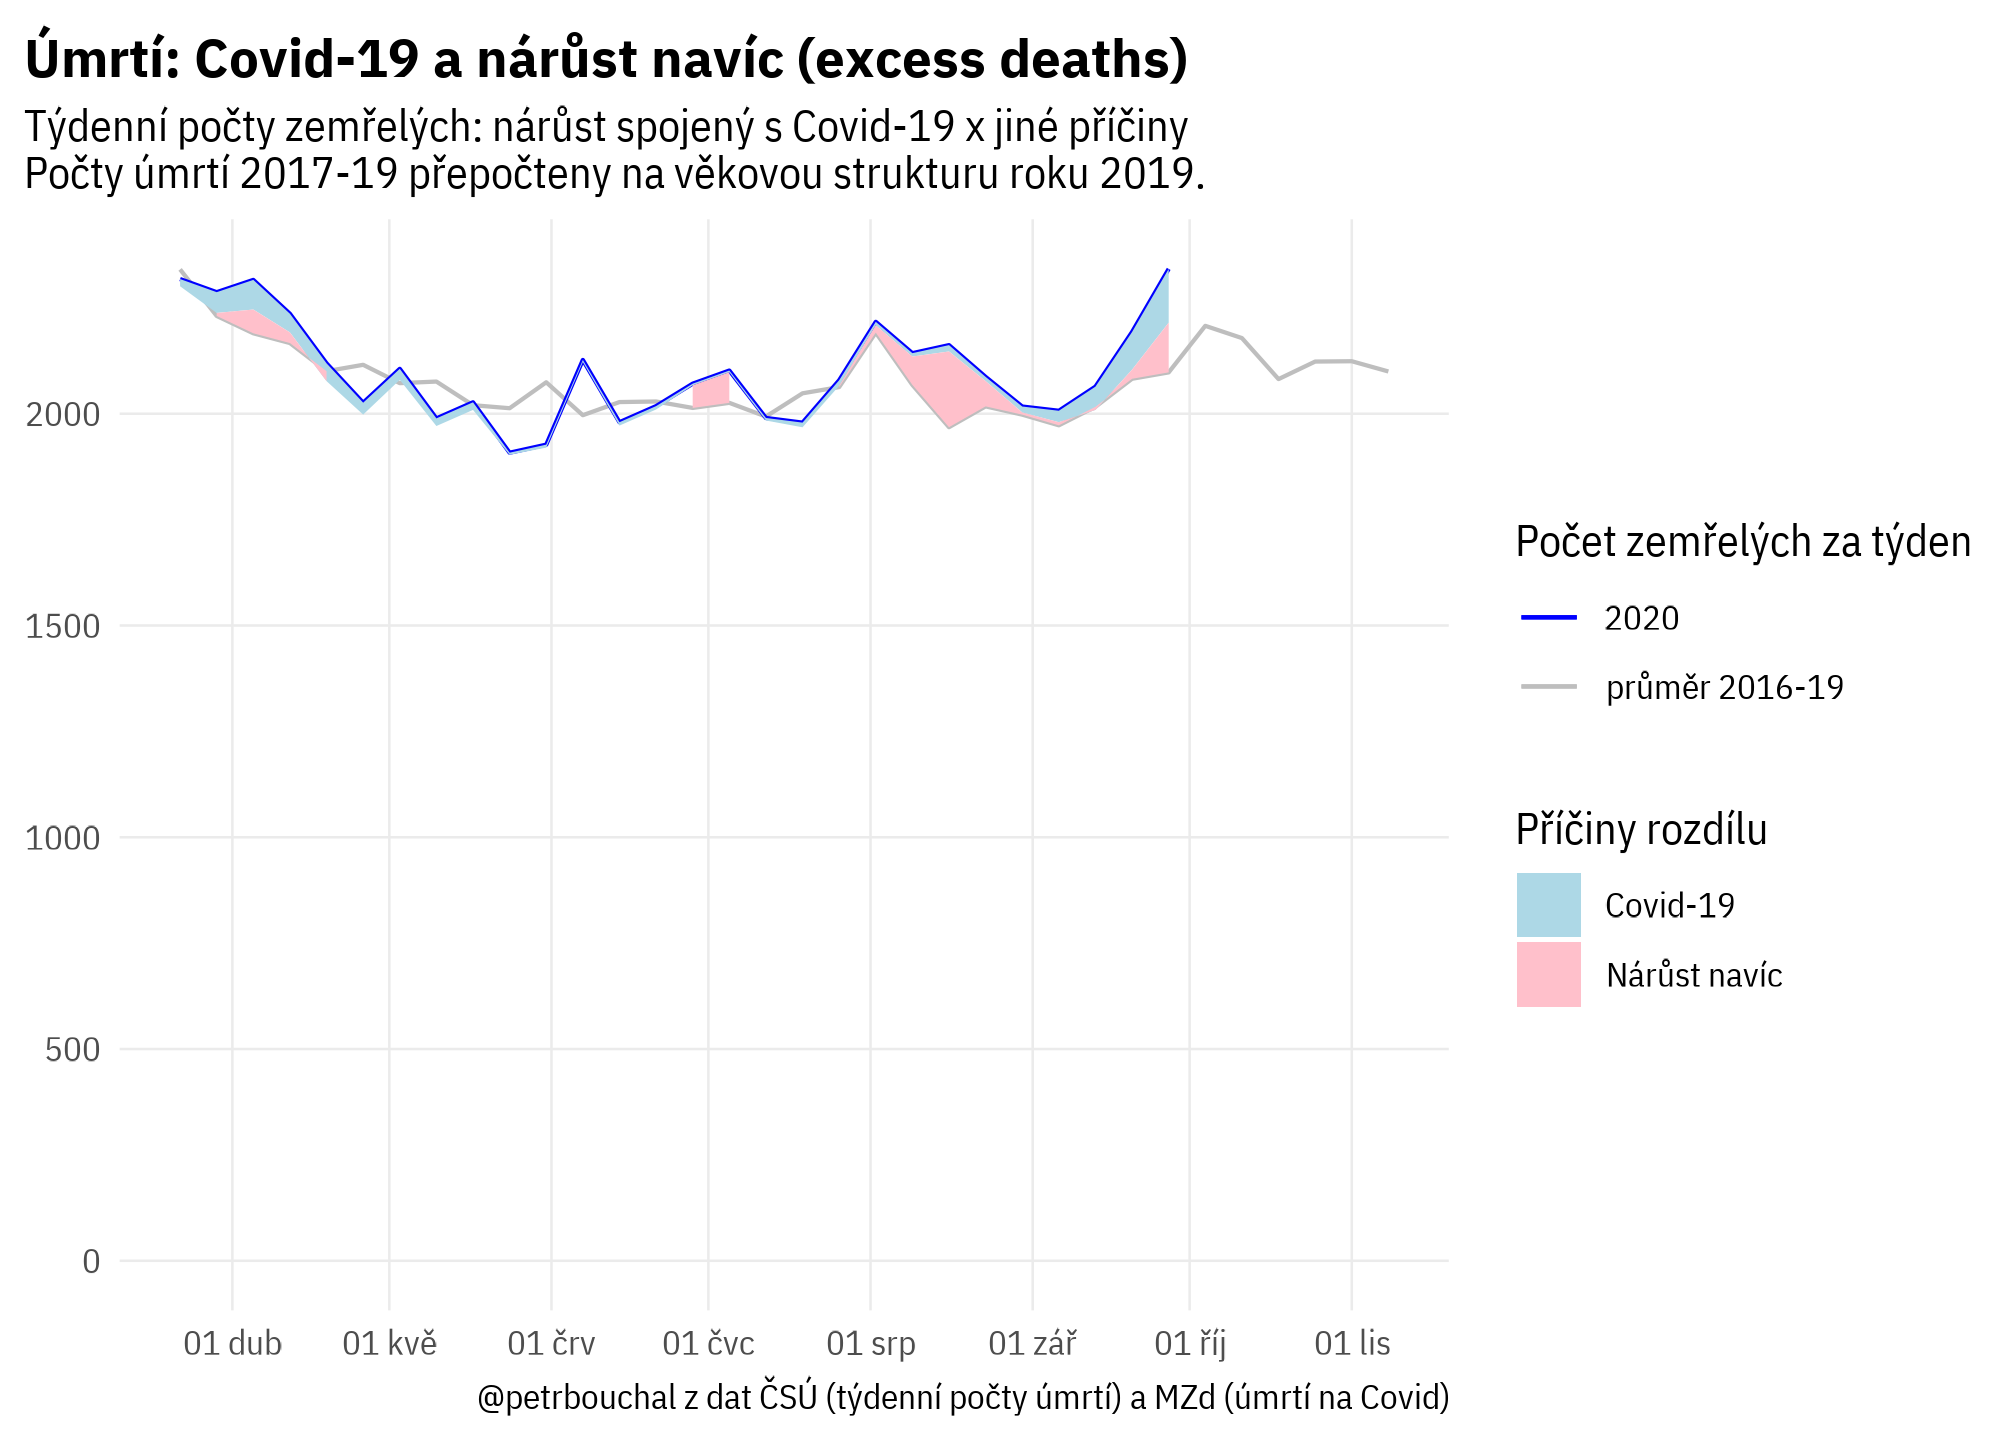 Úmrtí: Covid-19 a nárůst navíc (excess deaths)
Týdenní počty zemřelých: nárůst spojený s Covid-19 x jiné příčiny
Počty úmrtí 2017-19 přepočteny na věkovou strukturu roku 2019.
2000
1500
1000
500
0
01 dub
01 kvě
01 črv
01 čvc
01 srp
01 zář
01 říj
01 lis
Počet zemřelých za týden
2020
průměr 2016-19
Příčiny rozdílu
Covid-19
Nárůst navíc
@petrbouchal z dat ČSÚ (týdenní počty úmrtí) a MZd (úmrtí na Covid)